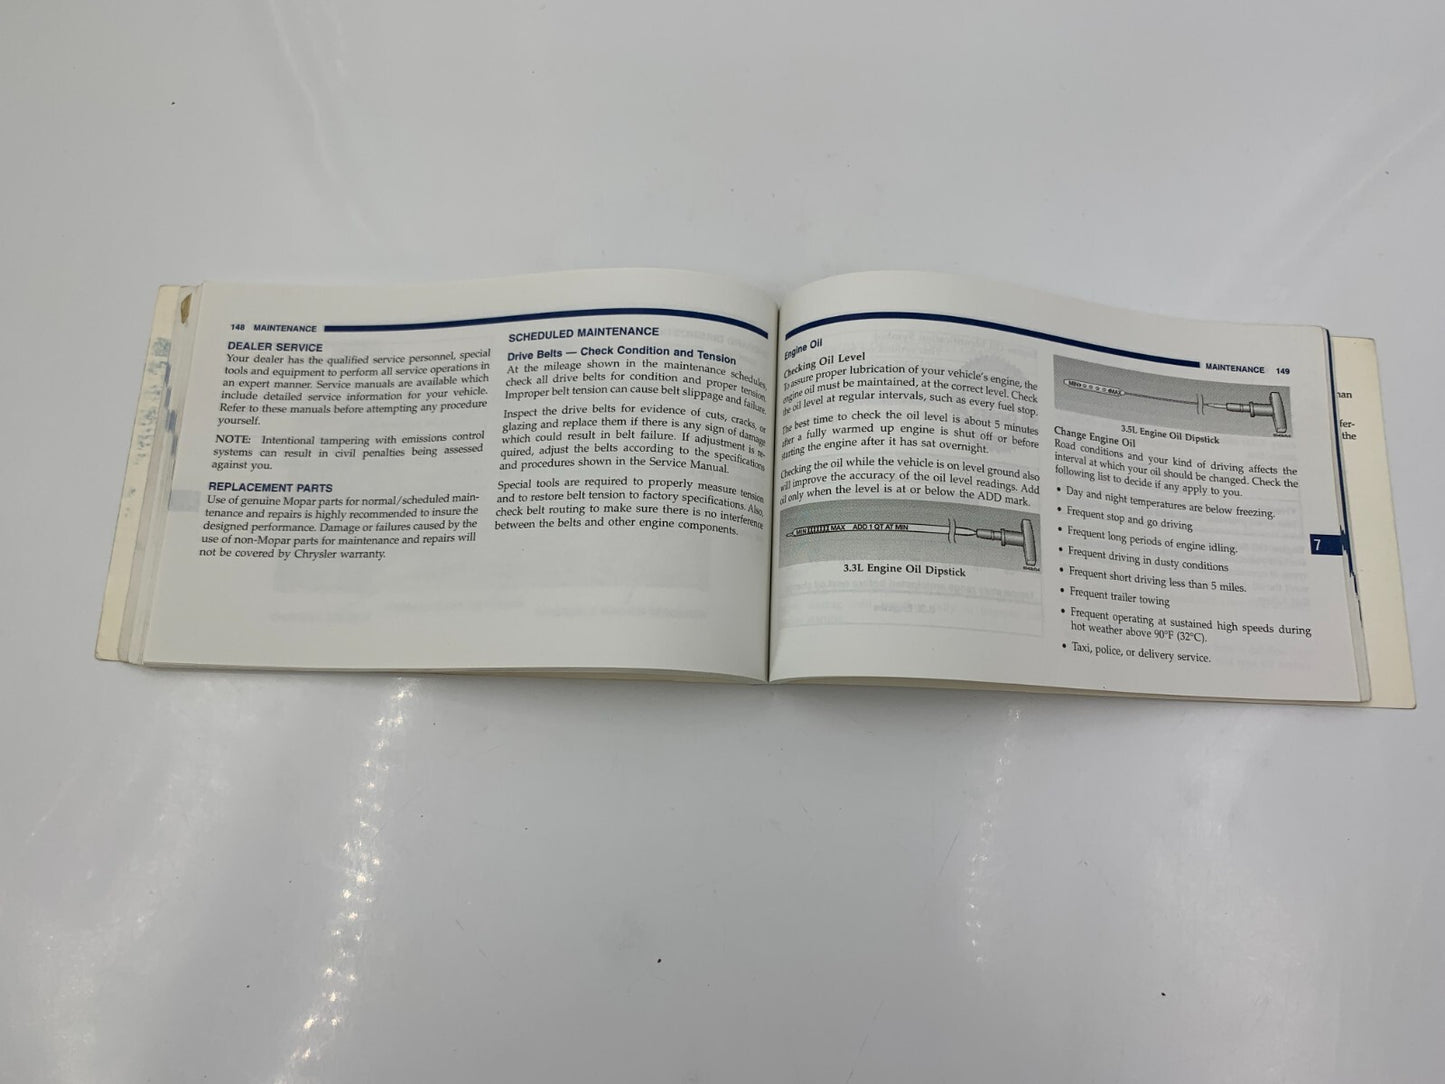 148 MAINTENANCE
DEALER SERVICE
Your dealer has the qualified service personnel, special
tools and equipment to perform all service operations in
an expert manner. Service manuals are available which
include detailed service information for your vehicle.
Refer to these manuals before attempting any procedure
yourself.
NOTE: Intentional tampering with emissions control
systems can result in civil penalties being assessed
against you.
REPLACEMENT PARTS
Use of genuine Mopar parts for normal/scheduled main-
tenance and repairs is highly recommended to insure the
designed performance. Damage or failures caused by the
use of non-Mopar parts for maintenance and repairs will
not be covered by Chrysler warranty.
SCHEDULED MAINTENANCE
Drive Belts — Check Condition and Tension
At the mileage shown in the maintenance schedules,
check all drive belts for condition and proper tension.
Improper belt tension can cause belt slippage and failure.
Inspect the drive belts for evidence of cuts, cracks, or
glazing and replace them if there is any sign of damage
which could result in belt failure. If adjustment is re-
quired, adjust the belts according to the specifications
and procedures shown in the Service Manual.
Special tools are required to properly measure tension
and to restore belt tension to factory specifications. Also,
check belt routing to make sure there is no interference
between the belts and other engine components.
MAINTENANCE 149
Engine Oil
Checking Oil Level
To assure proper lubrication of your vehicle's engine, the
engine oil must be maintained, at the correct level. Check
the oil level at regular intervals, such as every fuel stop.
The best time to check the oil level is about 5 minutes
after a fully warmed up engine is shut off or before
starting the engine after it has sat overnight.
Checking the oil while the vehicle is on level ground also
will improve the accuracy of the oil level readings. Add
oil only when the level is at or below the ADD mark.
MIN MAX ADD 1 QT AT MIN
3.3L Engine Oil Dipstick
MIN MAX
3.5L Engine Oil Dipstick
Change Engine Oil
Road conditions and your kind of driving affects the
interval at which your oil should be changed. Check the
following list to decide if any apply to you.
• Day and night temperatures are below freezing.
• Frequent stop and go driving
• Frequent long periods of engine idling.
• Frequent driving in dusty conditions
• Frequent short driving less than 5 miles.
• Frequent trailer towing
• Frequent operating at sustained high speeds during
hot weather above 90°F (32°C).
• Taxi, police, or delivery service.
7
fer-
the